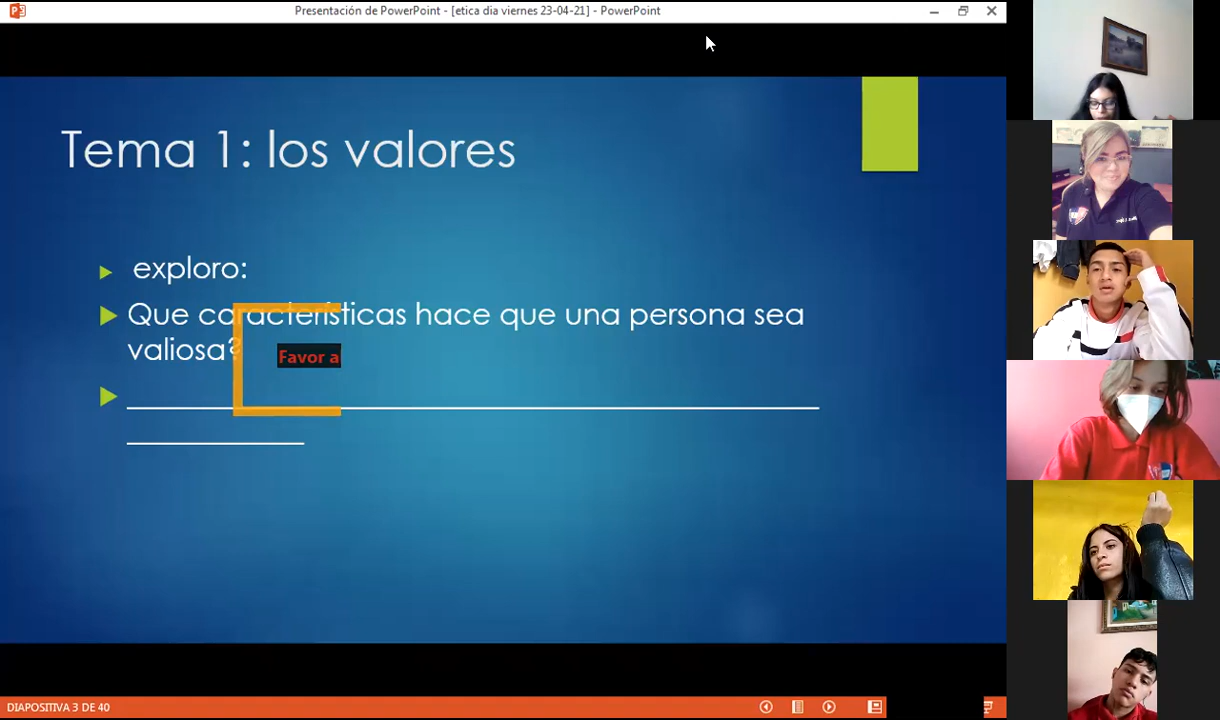 Presentación de PowerPoint - [etica dia viernes 23-04-21] - PowerPoint
Tema 1: los valores
exploro:
Que características hace que una persona sea
valiosa?
Favor a
DIAPOSITIVA 3 DE 40